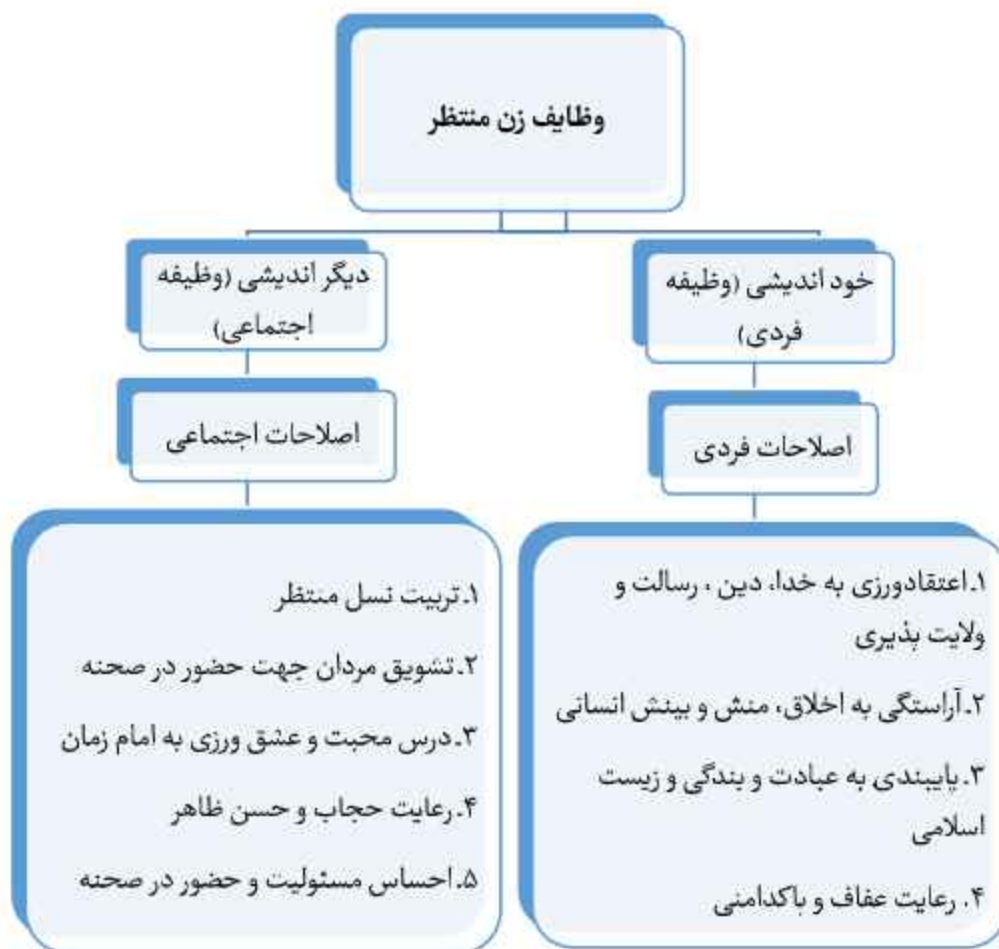 وظایف زن منتظر
خود اندیشی (وظیفه
فردی)
اصلاحات فردی
۱.اعتقادورزی به خدا، دین ، رسالت و
ولایت پذیری
۲.آراستگی به اخلاق، منش و بینش انسانی
۳.پایبندی به عبادت و بندگی و زیست
اسلامی
۴. رعایت عفاف و پاکدامنی
دیگر اندیشی (وظیفه
اجتماعی)
اصلاحات اجتماعی
۱.تربیت نسل منتظر
۲.تشویق مردان جهت حضور در صحنه
۳.درس محبت و عشق ورزی به امام زمان
۴.رعایت حجاب و حسن ظاهر
۵.احساس مسئولیت و حضور در صحنه